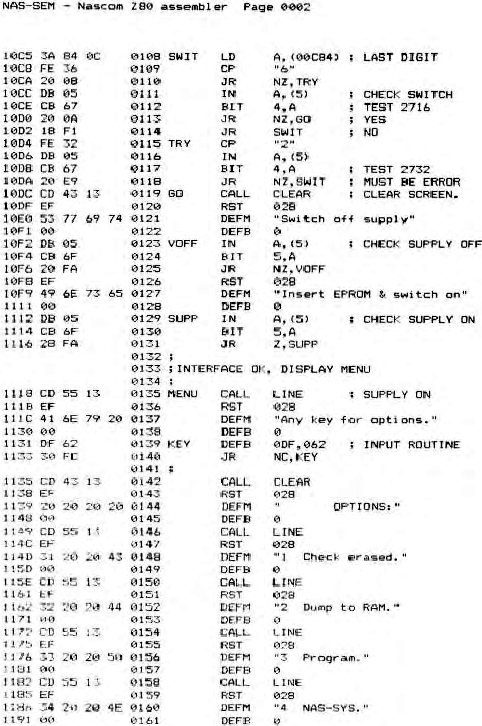 NAS-SEM - Nascom Z80 assembler Page 0002
10C5 3A 84 0C 0108 SWIT LD A,(00C84) ; LAST DIGIT
10C8 FE 36 0109 CP "6"
10CA 20 08 0110 JR NZ,TRY
10CC DB 05 0111 IN A,(5) ; CHECK SWITCH
10CE CB 67 0112 BIT 4,A ; TEST 2716
10D0 20 0A 0113 JR NZ,GO ; YES
10D2 18 F1 0114 JR SWIT ; NO
10D4 FE 32 0115 TRY CP "2"
10D6 DB 05 0116 IN A,(5)
10D8 CB 67 0117 BIT 4,A ; TEST 2732
10DA 20 E9 0118 JR NZ,SWIT ; MUST BE ERROR
10DC CD 43 13 0119 GO CALL CLEAR ; CLEAR SCREEN.
10DF EF 0120 RST 028
10E0 53 77 69 74 0121 DEFM "Switch off supply"
10F1 00 0122 DEFB 0
10F2 DB 05 0123 VOFF IN A,(5) ; CHECK SUPPLY OFF
10F4 CB 6F 0124 BIT 5,A
10F6 20 FA 0125 JR NZ,VOFF
10F8 EF 0126 RST 028
10F9 49 6E 73 65 0127 DEFM "Insert EPROM & switch on"
1111 00 0128 DEFB 0
1112 DB 05 0129 SUPP IN A,(5) ; CHECK SUPPLY ON
1114 CB 6F 0130 BIT 5,A
1116 28 FA 0131 JR Z,SUPP
0132 ;
0133 ;INTERFACE OK, DISPLAY MENU
0134 ;
1118 CD 55 13 0135 MENU CALL LINE ; SUPPLY ON
111B EF 0136 RST 028
111C 41 6E 79 20 0137 DEFM "Any key for options."
1130 00 0138 DEFB 0
1131 DF 62 0139 KEY DEFB 0DF,062 ; INPUT ROUTINE
1133 30 FC 0140 JR NC,KEY
0141 ;
1135 CD 43 13 0142 CALL CLEAR
1138 EF 0143 RST 028
1139 20 20 20 20 0144 DEFM " OPTIONS:"
1148 00 0145 DEFB 0
1149 CD 55 13 0146 CALL LINE
114C EF 0147 RST 028
114D 31 20 20 43 0148 DEFM "1 Check erased."
115D 00 0149 DEFB 0
115E CD 55 13 0150 CALL LINE
1161 EF 0151 RST 028
1162 32 20 20 44 0152 DEFM "2 Dump to RAM."
1171 00 0153 DEFB 0
1172 CD 55 13 0154 CALL LINE
1175 EF 0155 RST 028
1176 33 20 20 50 0156 DEFM "3 Program."
1181 00 0157 DEFB 0
1182 CD 55 13 0158 CALL LINE
1185 EF 0159 RST 028
1186 34 20 20 4E 0160 DEFM "4 NAS-SYS."
1191 00 0161 DEFB 0